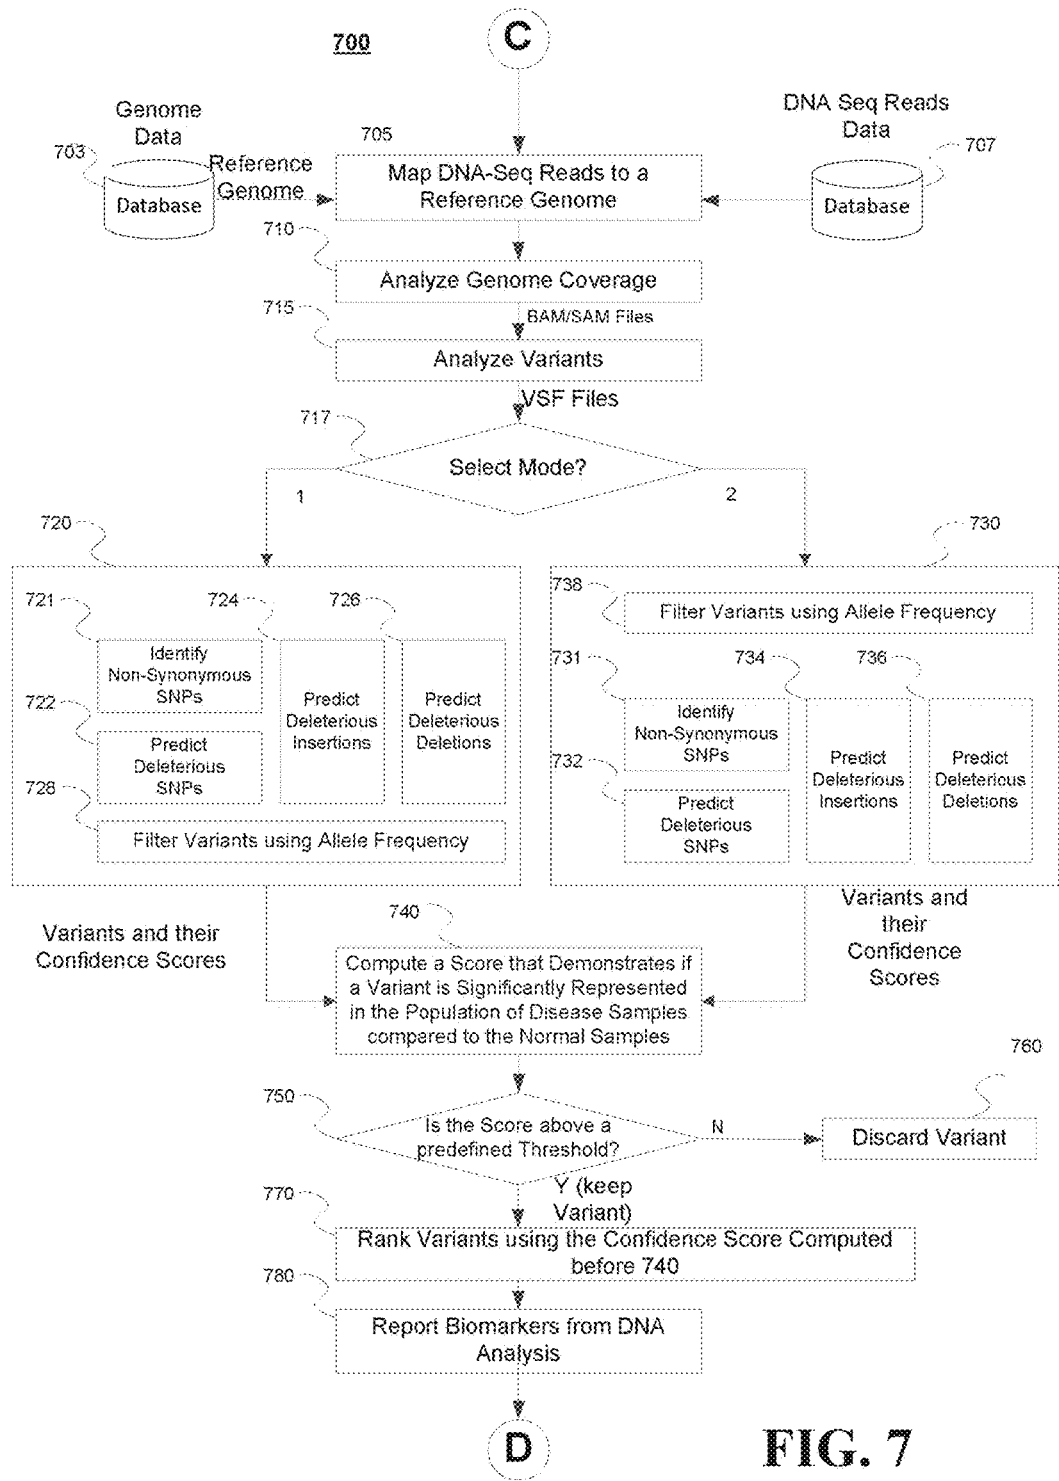 C
700
Genome
Data
DNA Seq Reads
Data
703
705
707
Reference
Genome
Database
Map DNA-Seq Reads to a
Reference Genome
Database
710
Analyze Genome Coverage
715
BAM/SAM Files
Analyze Variants
VSF Files
717
Select Mode?
1
2
720
730
721
724
726
Identify
Non-Synonymous
SNPs
722
Predict
Deleterious
SNPs
Predict
Deleterious
Insertions
Predict
Deleterious
Deletions
728
Filter Variants using Allele Frequency
738
Filter Variants using Allele Frequency
731
734
736
Identify
Non-Synonymous
SNPs
732
Predict
Deleterious
SNPs
Predict
Deleterious
Insertions
Predict
Deleterious
Deletions
Variants and their
Confidence Scores
Variants and
their
Confidence
Scores
740
Compute a Score that Demonstrates if
a Variant is Significantly Represented
in the Population of Disease Samples
compared to the Normal Samples
750
Is the Score above a
predefined Threshold?
N
760
Discard Variant
Y (keep
Variant)
770
Rank Variants using the Confidence Score Computed
before 740
780
Report Biomarkers from DNA
Analysis
D
FIG. 7